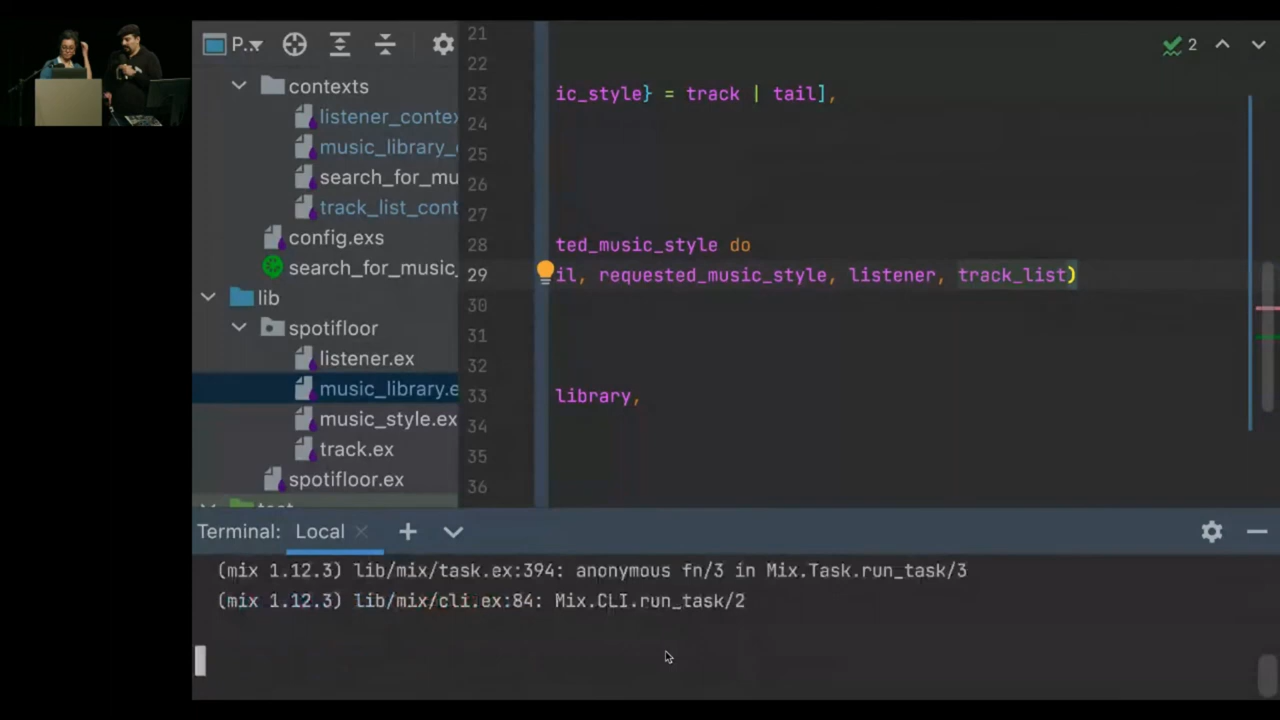 P..
2
contexts
listener_contex
music_library_
search_for_mu
track_list_cont
config.exs
search_for_music_
lib
spotifloor
listener.ex
music_library.e
music_style.ex
track.ex
spotifloor.ex
21
22
23 ic_style} = track | tail],
24
25
26
27
28 ted_music_style do
29 il, requested_music_style, listener, track_list)
30
31
32
33 library,
34
35
36
Terminal: Local
(mix 1.12.3) lib/mix/task.ex:394: anonymous fn/3 in Mix.Task.run_task/3
(mix 1.12.3) lib/mix/cli.ex:84: Mix.CLI.run_task/2